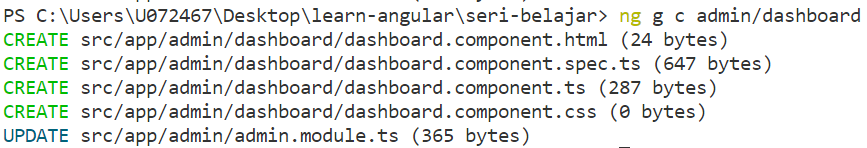 PS C:\Users\U072467\Desktop\learn-angular\seri-belajar> ng g c admin/dashboard
CREATE src/app/admin/dashboard/dashboard.component.html (24 bytes)
CREATE src/app/admin/dashboard/dashboard.component.spec.ts (647 bytes)
CREATE src/app/admin/dashboard/dashboard.component.ts (287 bytes)
CREATE src/app/admin/dashboard/dashboard.component.css (0 bytes)
UPDATE src/app/admin/admin.module.ts (365 bytes)